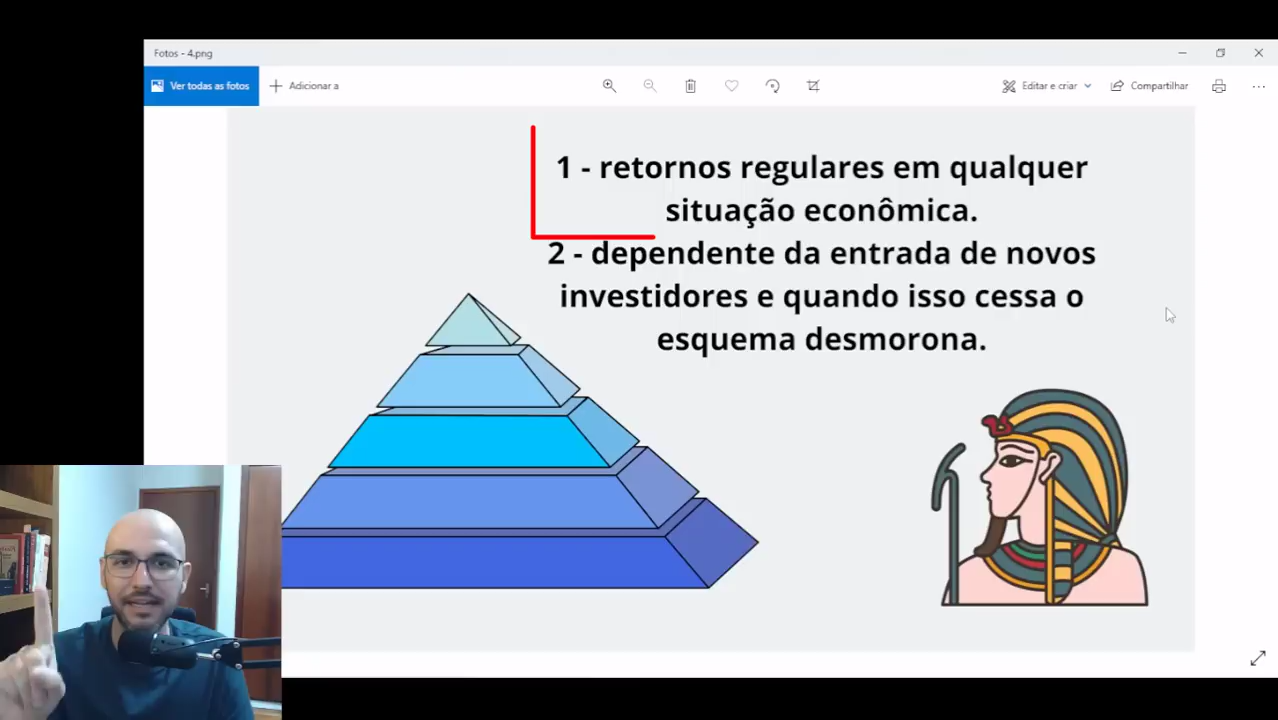 Fotos - 4.png
Ver todas as fotos
Adicionar a
Editar e criar
Compartilhar
1 - retornos regulares em qualquer
situação econômica.
2 - dependente da entrada de novos
investidores e quando isso cessa o
esquema desmorona.